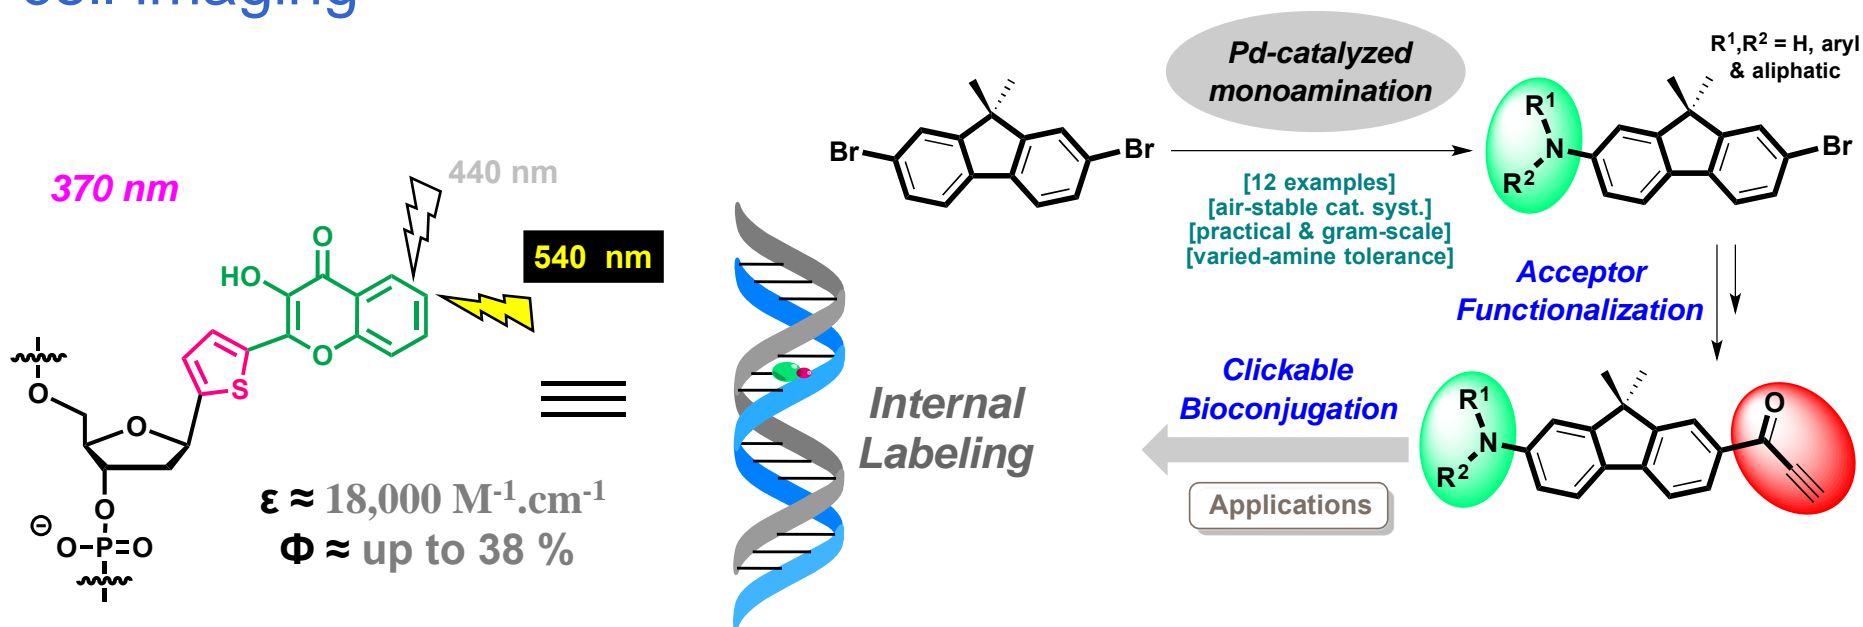 cell imaging
370 nm
440 nm
540 nm
O
HO
O
S
O
O
O
⊖
O–P=O
ε ≈ 18,000 M-1.cm-1
Φ ≈ up to 38 %
Internal
Labeling
Br
Br
Pd-catalyzed
monoamination
[12 examples]
[air-stable cat. syst.]
[practical & gram-scale]
[varied-amine tolerance]
R1,R2 = H, aryl
& aliphatic
R1
N
R2
Br
Acceptor
Functionalization
Clickable
Bioconjugation
Applications
R1
N
R2
O